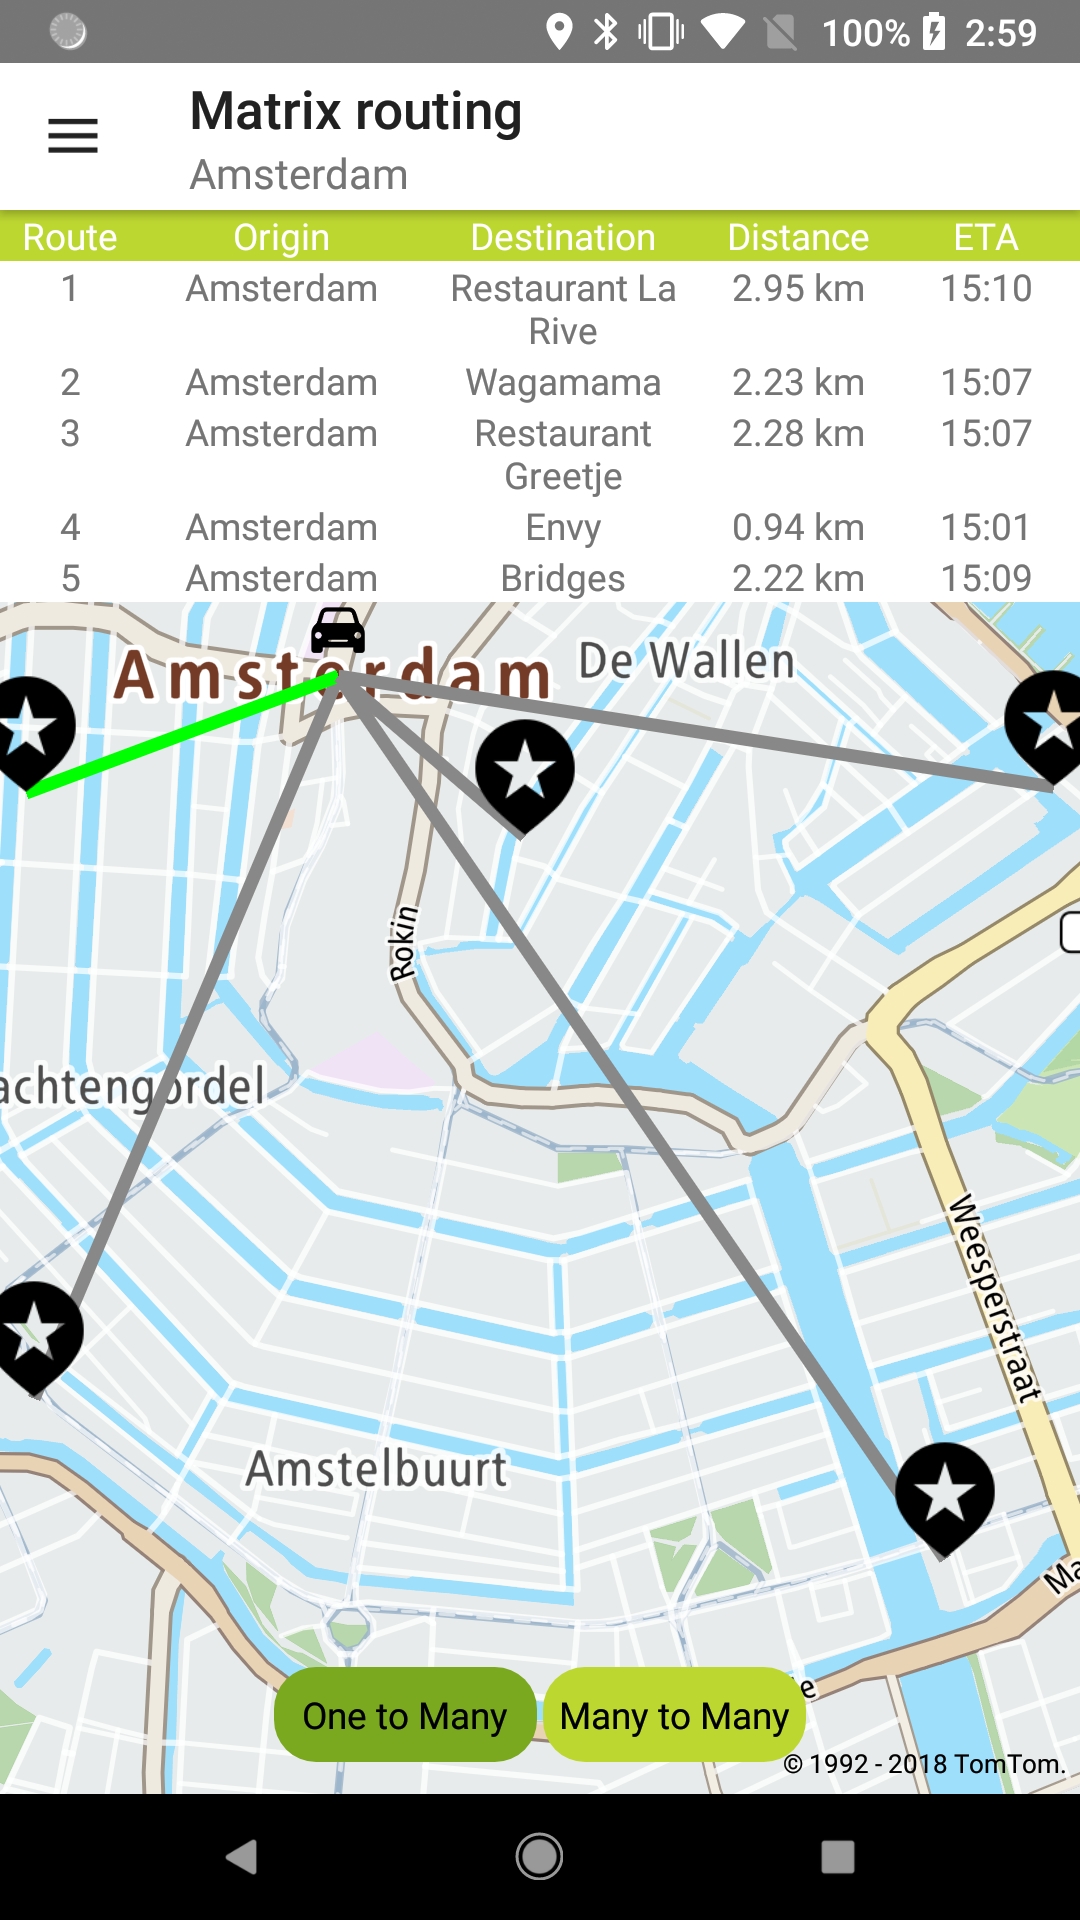 100% 2:59
Matrix routing
Amsterdam
Route Origin Destination Distance ETA
1 Amsterdam Restaurant La Rive 2.95 km 15:10
2 Amsterdam Wagamama 2.23 km 15:07
3 Amsterdam Restaurant Greetje 2.28 km 15:07
4 Amsterdam Envy 0.94 km 15:01
5 Amsterdam Bridges 2.22 km 15:09
Amsterdam
De Wallen
Rokin
achtengordel
Weesperstraat
Amstelbuurt
Ma
e
One to Many Many to Many
© 1992 - 2018 TomTom.